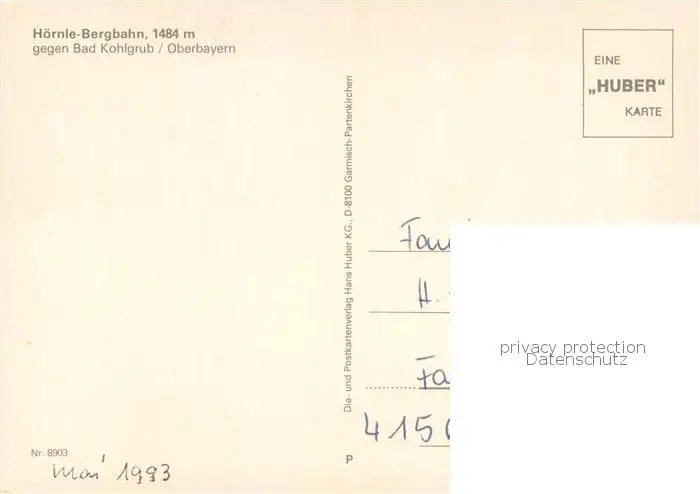 Hörnle-Bergbahn, 1484 m
gegen Bad Kohlgrub / Oberbayern
EINE
„HUBER“
KARTE
Dia- und Postkartenverlag Hans Huber KG., D-8100 Garmisch-Partenkirchen
H.
privacy protection
Datenschutz
Nr. 8903
Mai 1993
P